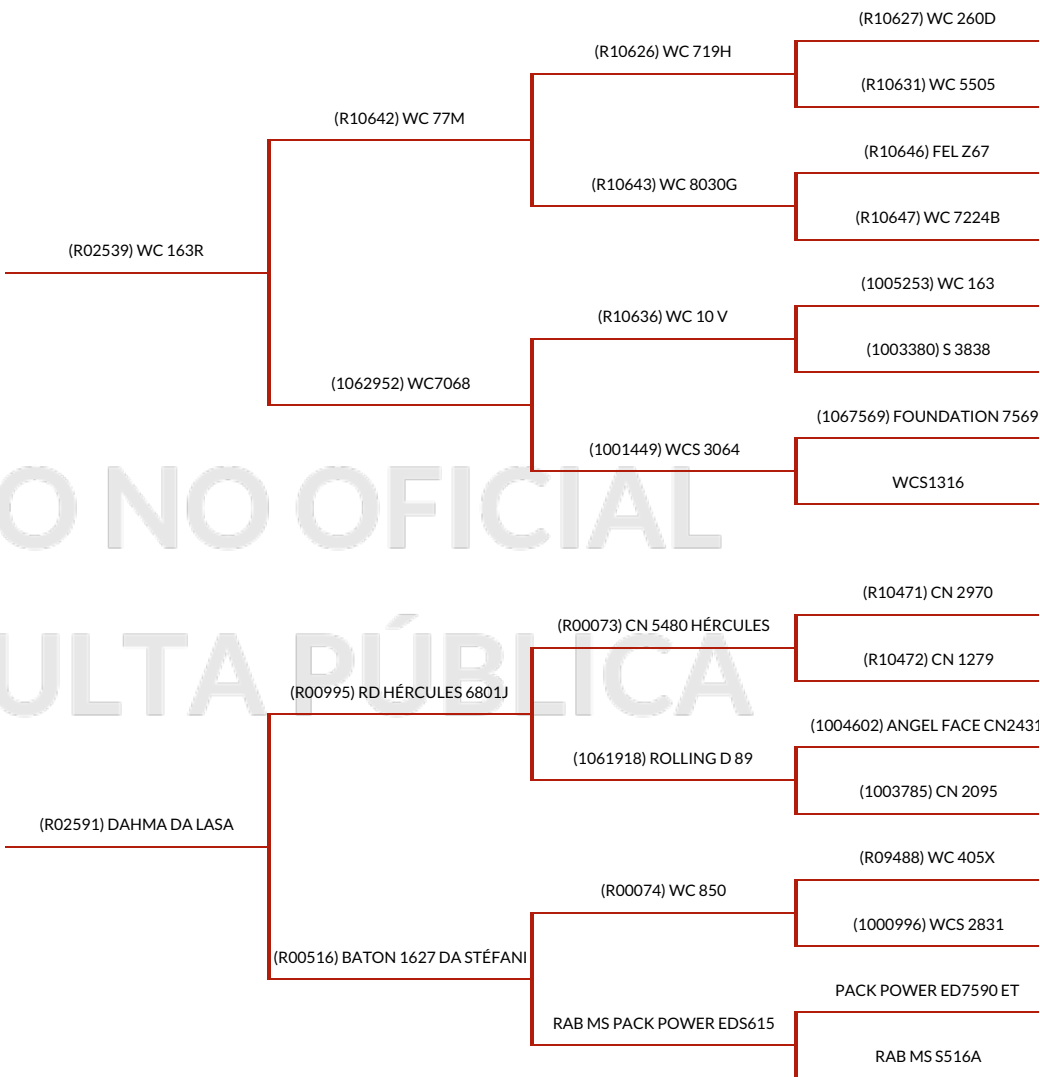 (R10627) WC 260D
(R10626) WC 719H
(R10631) WC 5505
(R10642) WC 77M
(R10646) FEL Z67
(R10643) WC 8030G
(R10647) WC 7224B
(R02539) WC 163R
(1005253) WC 163
(R10636) WC 10 V
(1003380) S 3838
(1062952) WC7068
(1067569) FOUNDATION 7569
(1001449) WCS 3064
WCS1316
O NO OFICIAL
(R10471) CN 2970
(R00073) CN 5480 HÉRCULES
(R10472) CN 1279
ULTA PÚBLICA
(R00995) RD HÉRCULES 6801J
(1004602) ANGEL FACE CN2431
(1061918) ROLLING D 89
(1003785) CN 2095
(R02591) DAHMA DA LASA
(R09488) WC 405X
(R00074) WC 850
(1000996) WCS 2831
(R00516) BATON 1627 DA STÉFANI
PACK POWER ED7590 ET
RAB MS PACK POWER EDS615
RAB MS S516A